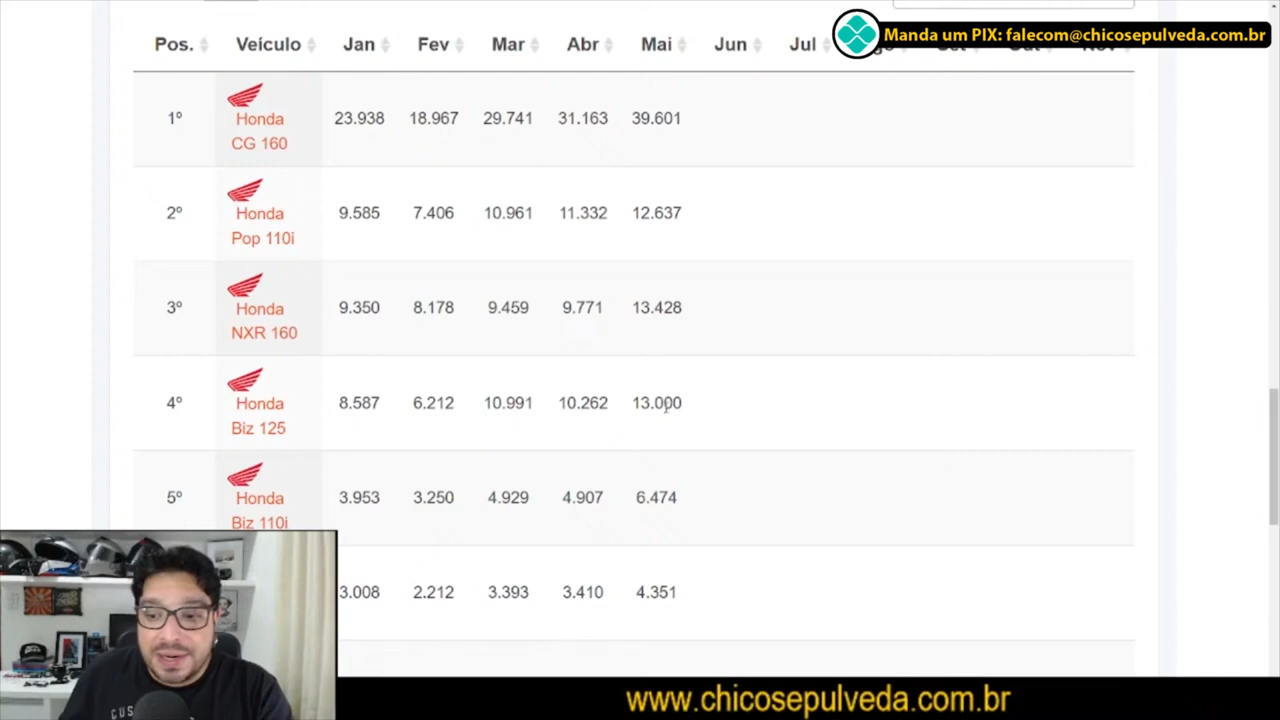 Manda um PIX: falecom@chicosepulveda.com.br
Pos. Veículo Jan Fev Mar Abr Mai Jun Jul
1º Honda CG 160 23.938 18.967 29.741 31.163 39.601
2º Honda Pop 110i 9.585 7.406 10.961 11.332 12.637
3º Honda NXR 160 9.350 8.178 9.459 9.771 13.428
4º Honda Biz 125 8.587 6.212 10.991 10.262 13.000
5º Honda Biz 110i 3.953 3.250 4.929 4.907 6.474
3.008 2.212 3.393 3.410 4.351
CUS
www.chicosepulveda.com.br